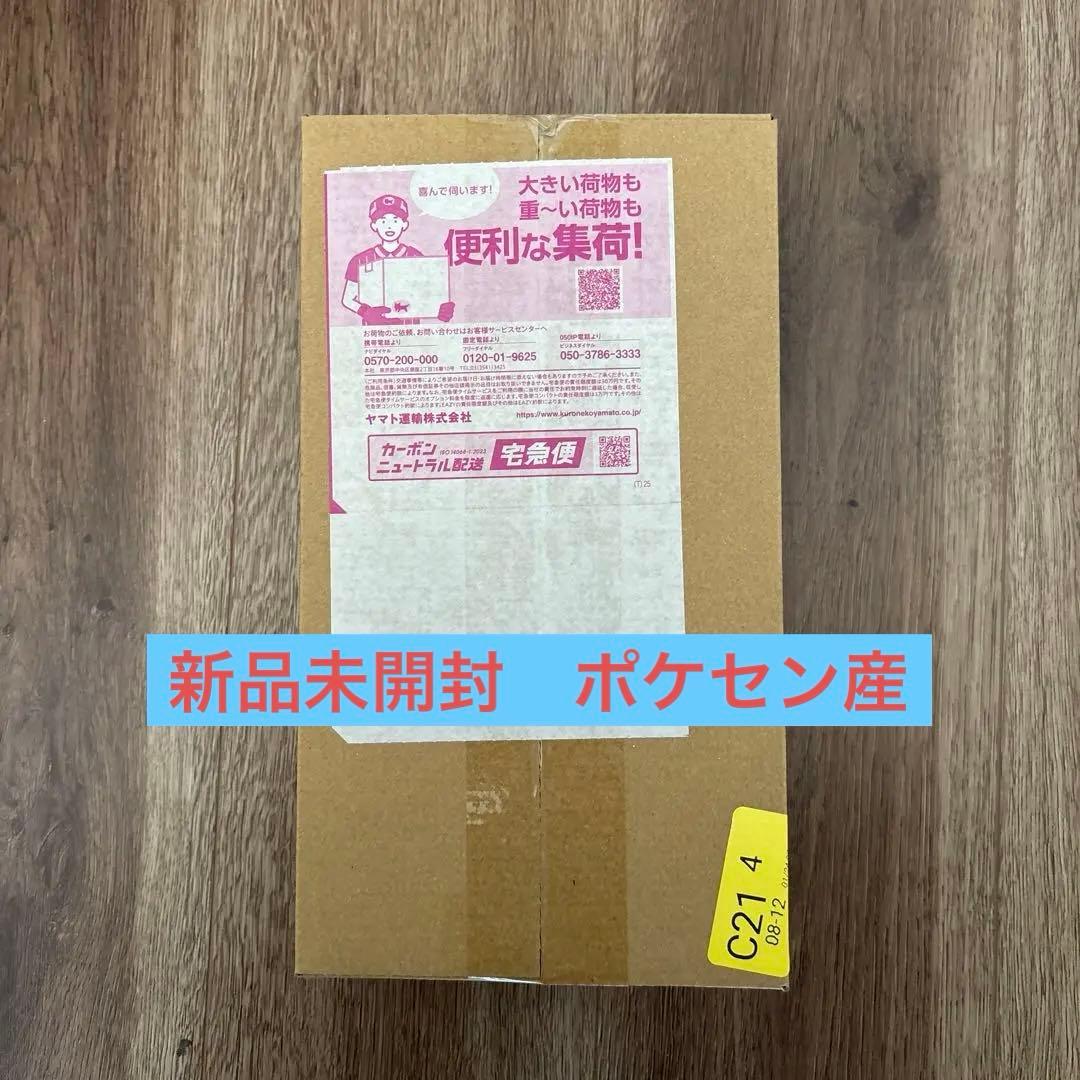 喜んで伺います!
大きい荷物も
重〜い荷物も
便利な集荷!
お荷物のご依頼、お問い合わせはお客様サービスセンターへ
携帯電話より
固定電話より
050IP電話より
ナビダイヤル
フリーダイヤル
ビジネスダイヤル
0570-200-000
0120-01-9625
050-3786-3333
ヤマト運輸株式会社
https://www.kuronekoyamato.co.jp/
カーボン
ニュートラル配送
ISO 14068-1:2023
宅急便
(T) 25
新品未開封 ポケセン産
C21 4
08-12